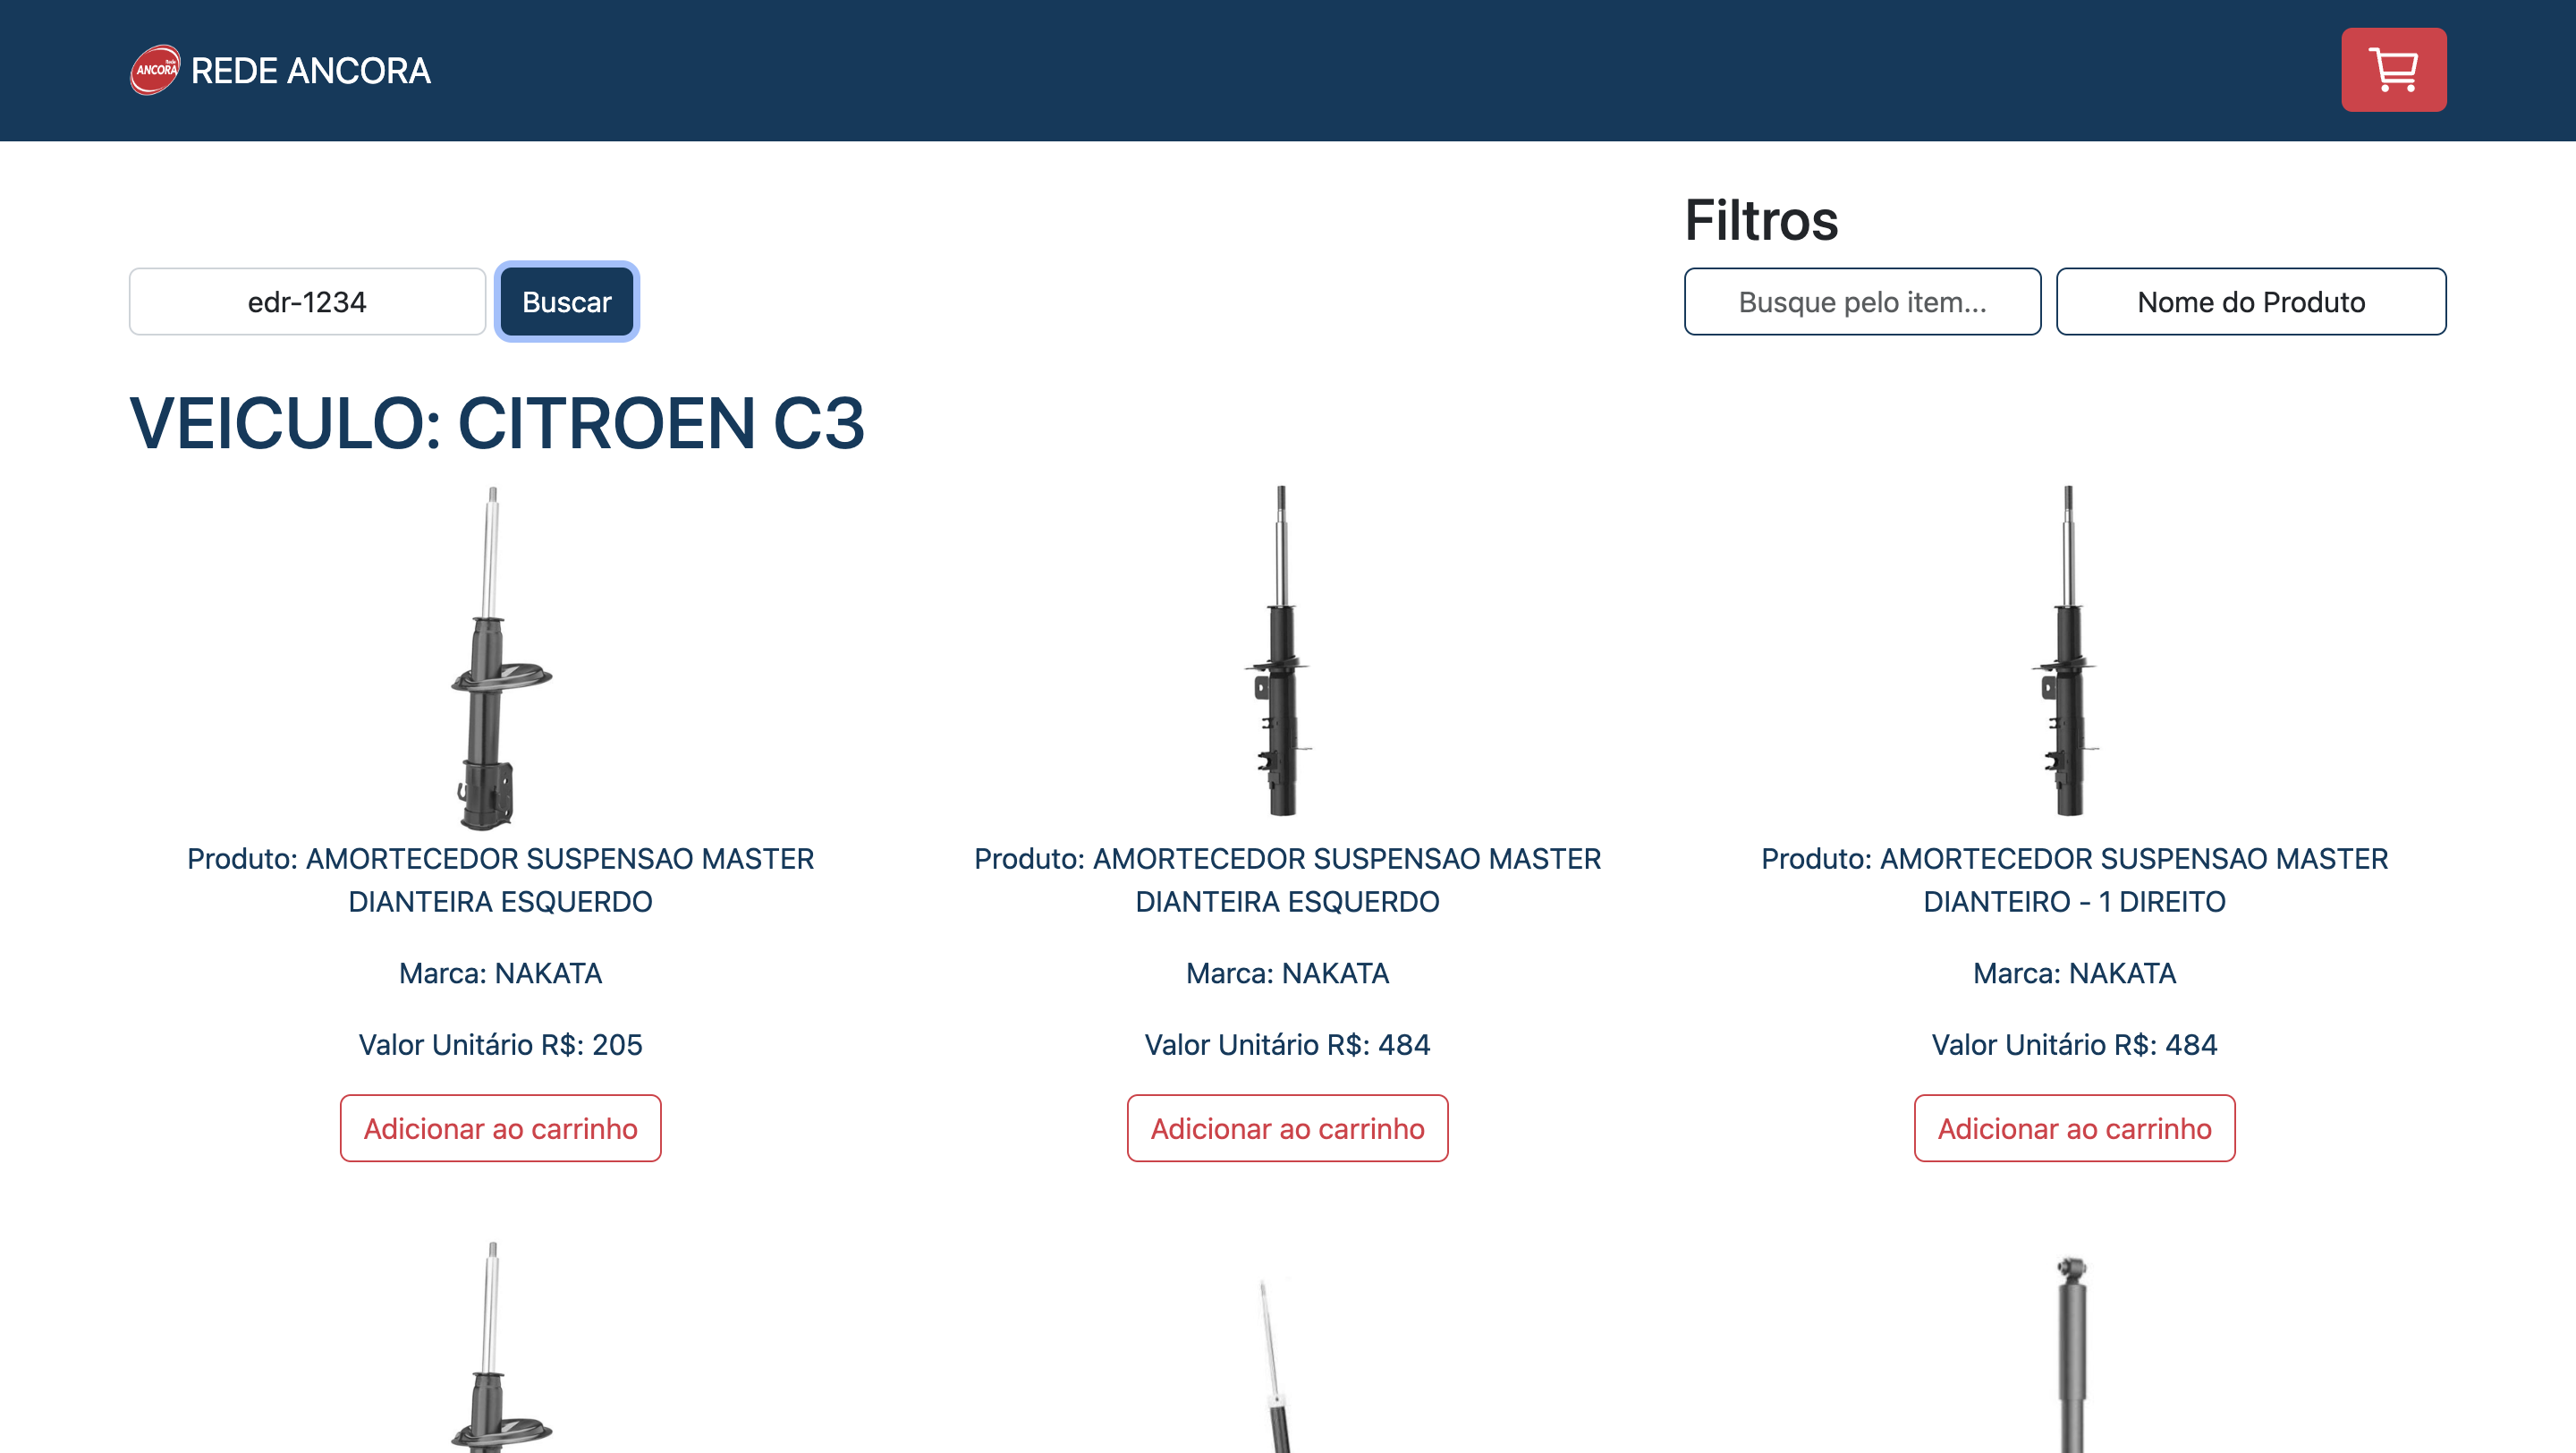 Rede
ANCORA
REDE ANCORA
Filtros
edr-1234
Buscar
Busque pelo item...
Nome do Produto
VEICULO: CITROEN C3
Produto: AMORTECEDOR SUSPENSAO MASTER
DIANTEIRA ESQUERDO
Marca: NAKATA
Valor Unitário R$: 205
Adicionar ao carrinho
Produto: AMORTECEDOR SUSPENSAO MASTER
DIANTEIRA ESQUERDO
Marca: NAKATA
Valor Unitário R$: 484
Adicionar ao carrinho
Produto: AMORTECEDOR SUSPENSAO MASTER
DIANTEIRO - 1 DIREITO
Marca: NAKATA
Valor Unitário R$: 484
Adicionar ao carrinho